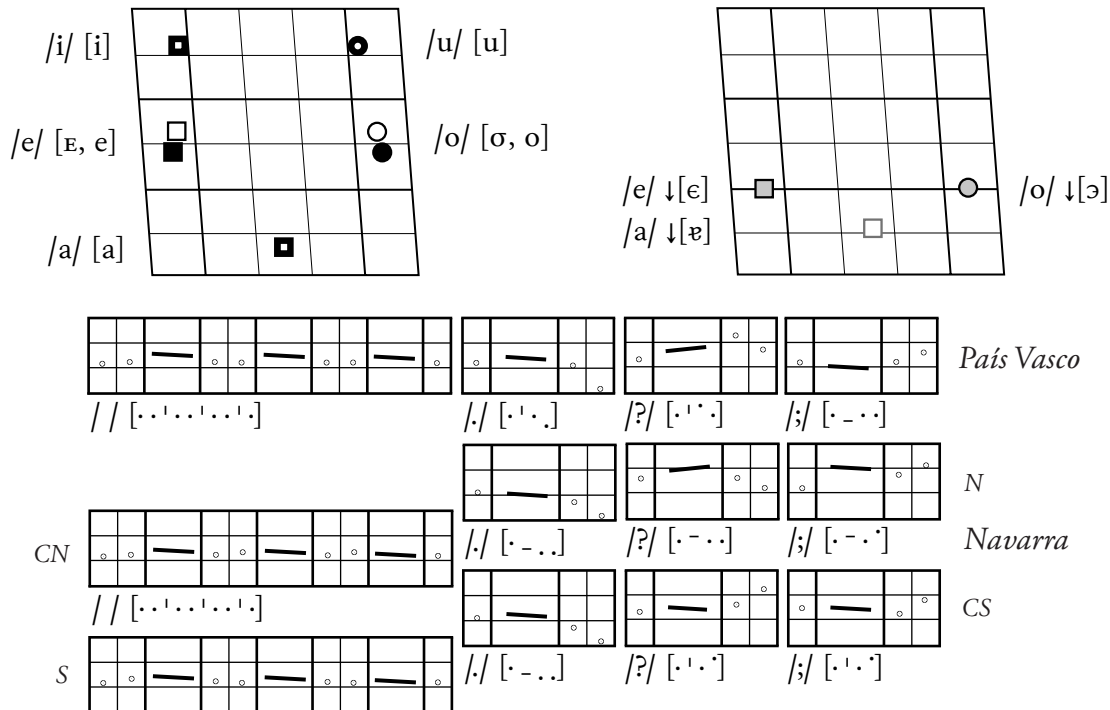 /i/ [i] /u/ [u]
/e/ [ᴇ, e] /o/ [σ, o]
/a/ [a]
/e/ ↓[є] /o/ ↓[ɔ]
/a/ ↓[ɐ]
País Vasco
/ / [· · ˈ · · ˈ · · ˈ ·] /./ [· ˈ · .] /?/ [· ˈ ˙ ·] /;/ [· _ · ·]
N
/./ [· _ . .] /?/ [· ¯ · ·] /;/ [· ¯ · ˙]
Navarra
CN
/ / [· · ˈ · · ˈ · · ˈ ·]
CS
/./ [· _ . .] /?/ [· ˈ · ˙] /;/ [· ˈ · ˙]
S